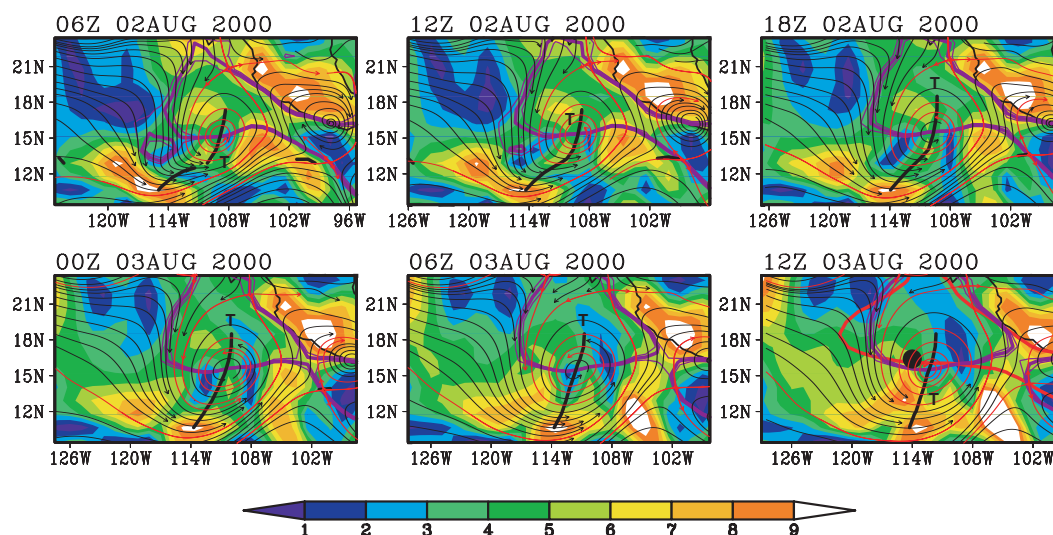 06Z 02AUG 2000 12Z 02AUG 2000 18Z 02AUG 2000
21N 21N 21N
18N 18N 18N
15N 15N 15N
12N 12N 12N
T T T
120W 114W 108W 102W 96W 126W 120W 114W 108W 102W 126W 120W 114W 108W 102W
00Z 03AUG 2000 06Z 03AUG 2000 12Z 03AUG 2000
21N 21N 21N
18N 18N 18N
15N 15N 15N
12N 12N 12N
T T T
126W 120W 114W 108W 102W 126W 120W 114W 108W 102W 126W 120W 114W 108W 102W
1 2 3 4 5 6 7 8 9